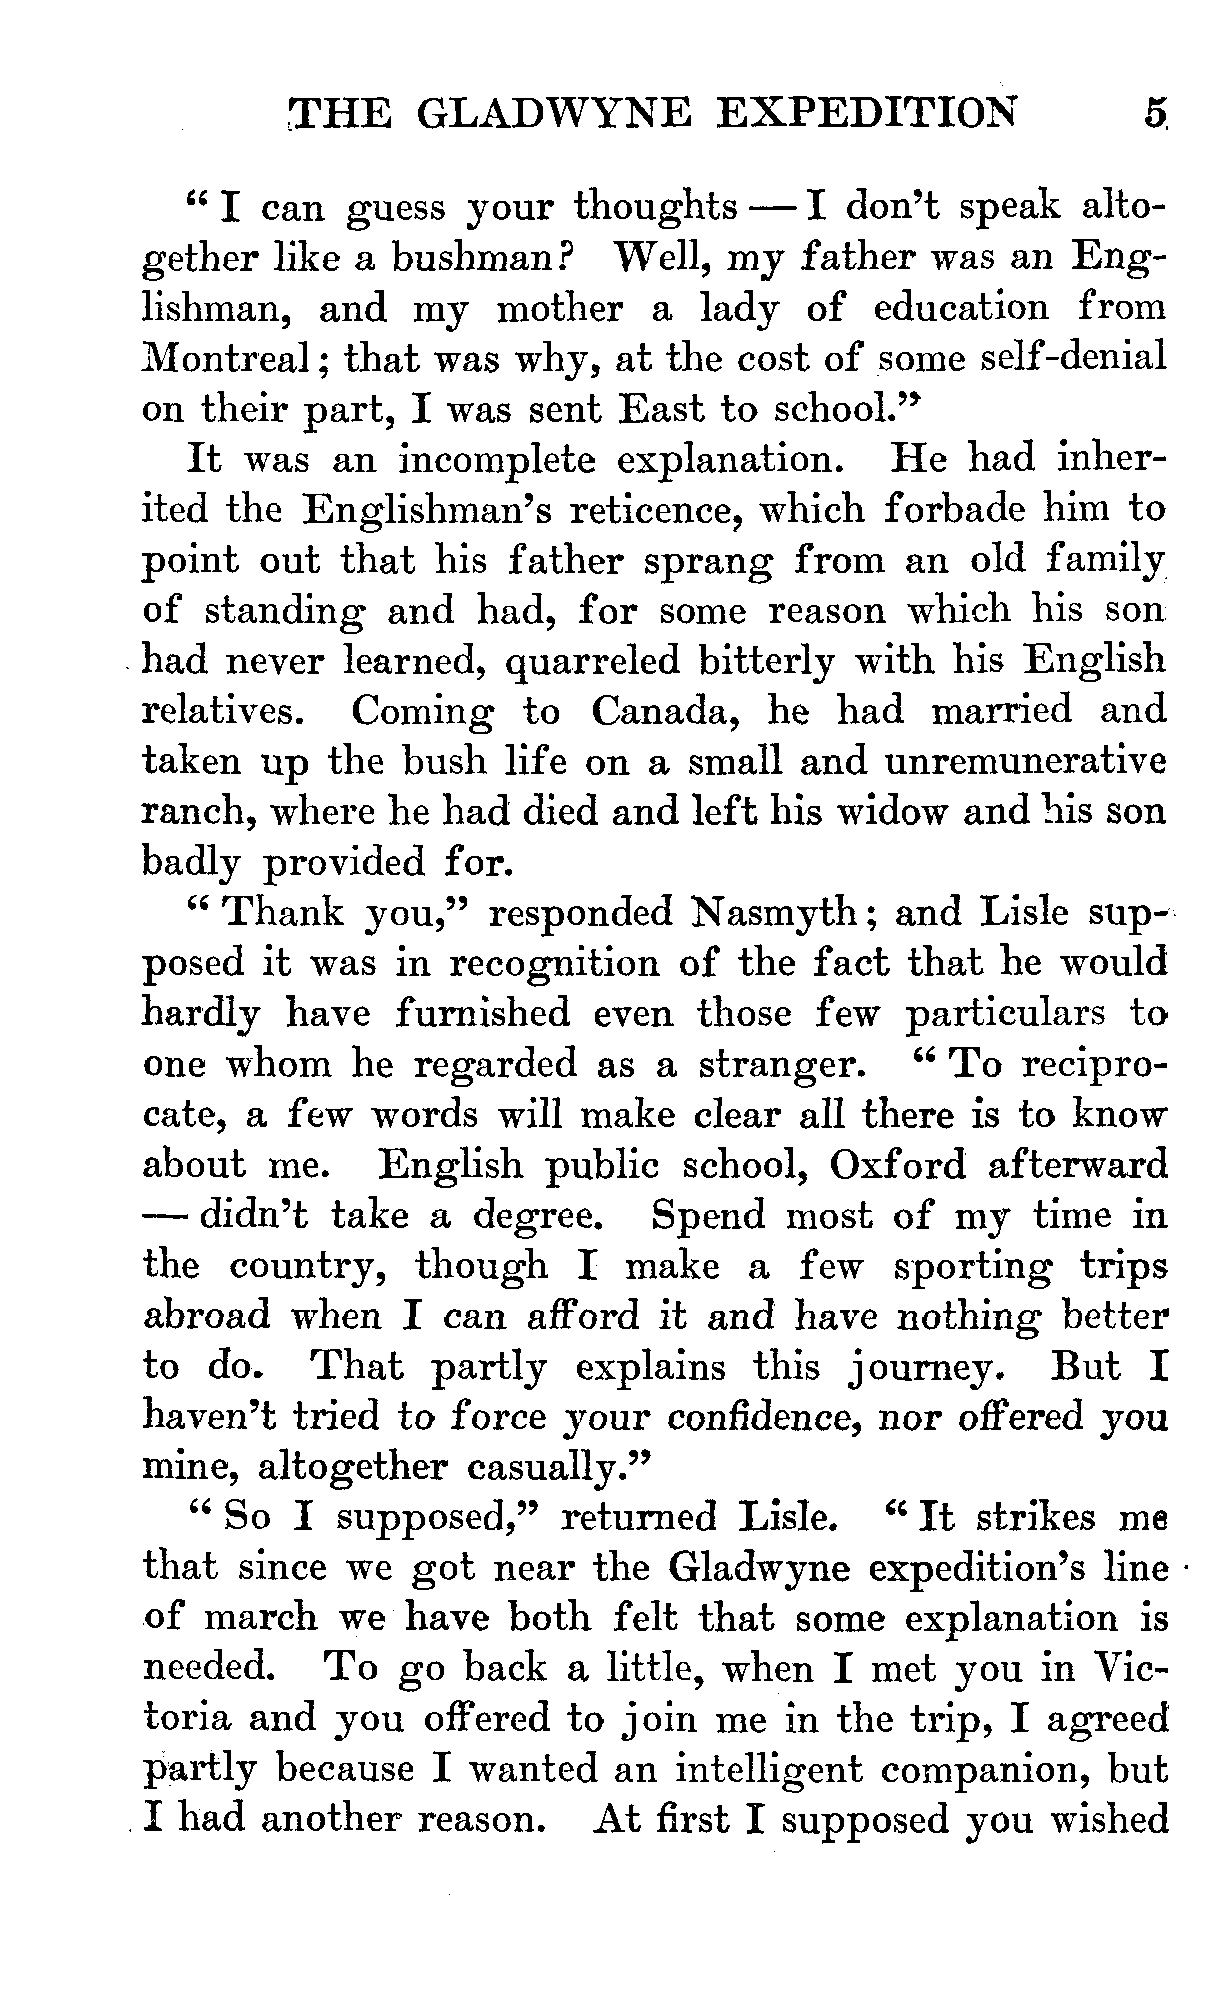 THE GLADWYNE EXPEDITION 5
“ I can guess your thoughts — I don’t speak alto-
gether like a bushman? Well, my father was an Eng-
lishman, and my mother a lady of education from
Montreal; that was why, at the cost of some self-denial
on their part, I was sent East to school.”
It was an incomplete explanation. He had inher-
ited the Englishman’s reticence, which forbade him to
point out that his father sprang from an old family
of standing and had, for some reason which his son
had never learned, quarreled bitterly with his English
relatives. Coming to Canada, he had married and
taken up the bush life on a small and unremunerative
ranch, where he had died and left his widow and his son
badly provided for.
“ Thank you,” responded Nasmyth; and Lisle sup-
posed it was in recognition of the fact that he would
hardly have furnished even those few particulars to
one whom he regarded as a stranger. “ To recipro-
cate, a few words will make clear all there is to know
about me. English public school, Oxford afterward
— didn’t take a degree. Spend most of my time in
the country, though I make a few sporting trips
abroad when I can afford it and have nothing better
to do. That partly explains this journey. But I
haven’t tried to force your confidence, nor offered you
mine, altogether casually.”
“ So I supposed,” returned Lisle. “ It strikes me
that since we got near the Gladwyne expedition’s line
of march we have both felt that some explanation is
needed. To go back a little, when I met you in Vic-
toria and you offered to join me in the trip, I agreed
partly because I wanted an intelligent companion, but
I had another reason. At first I supposed you wished